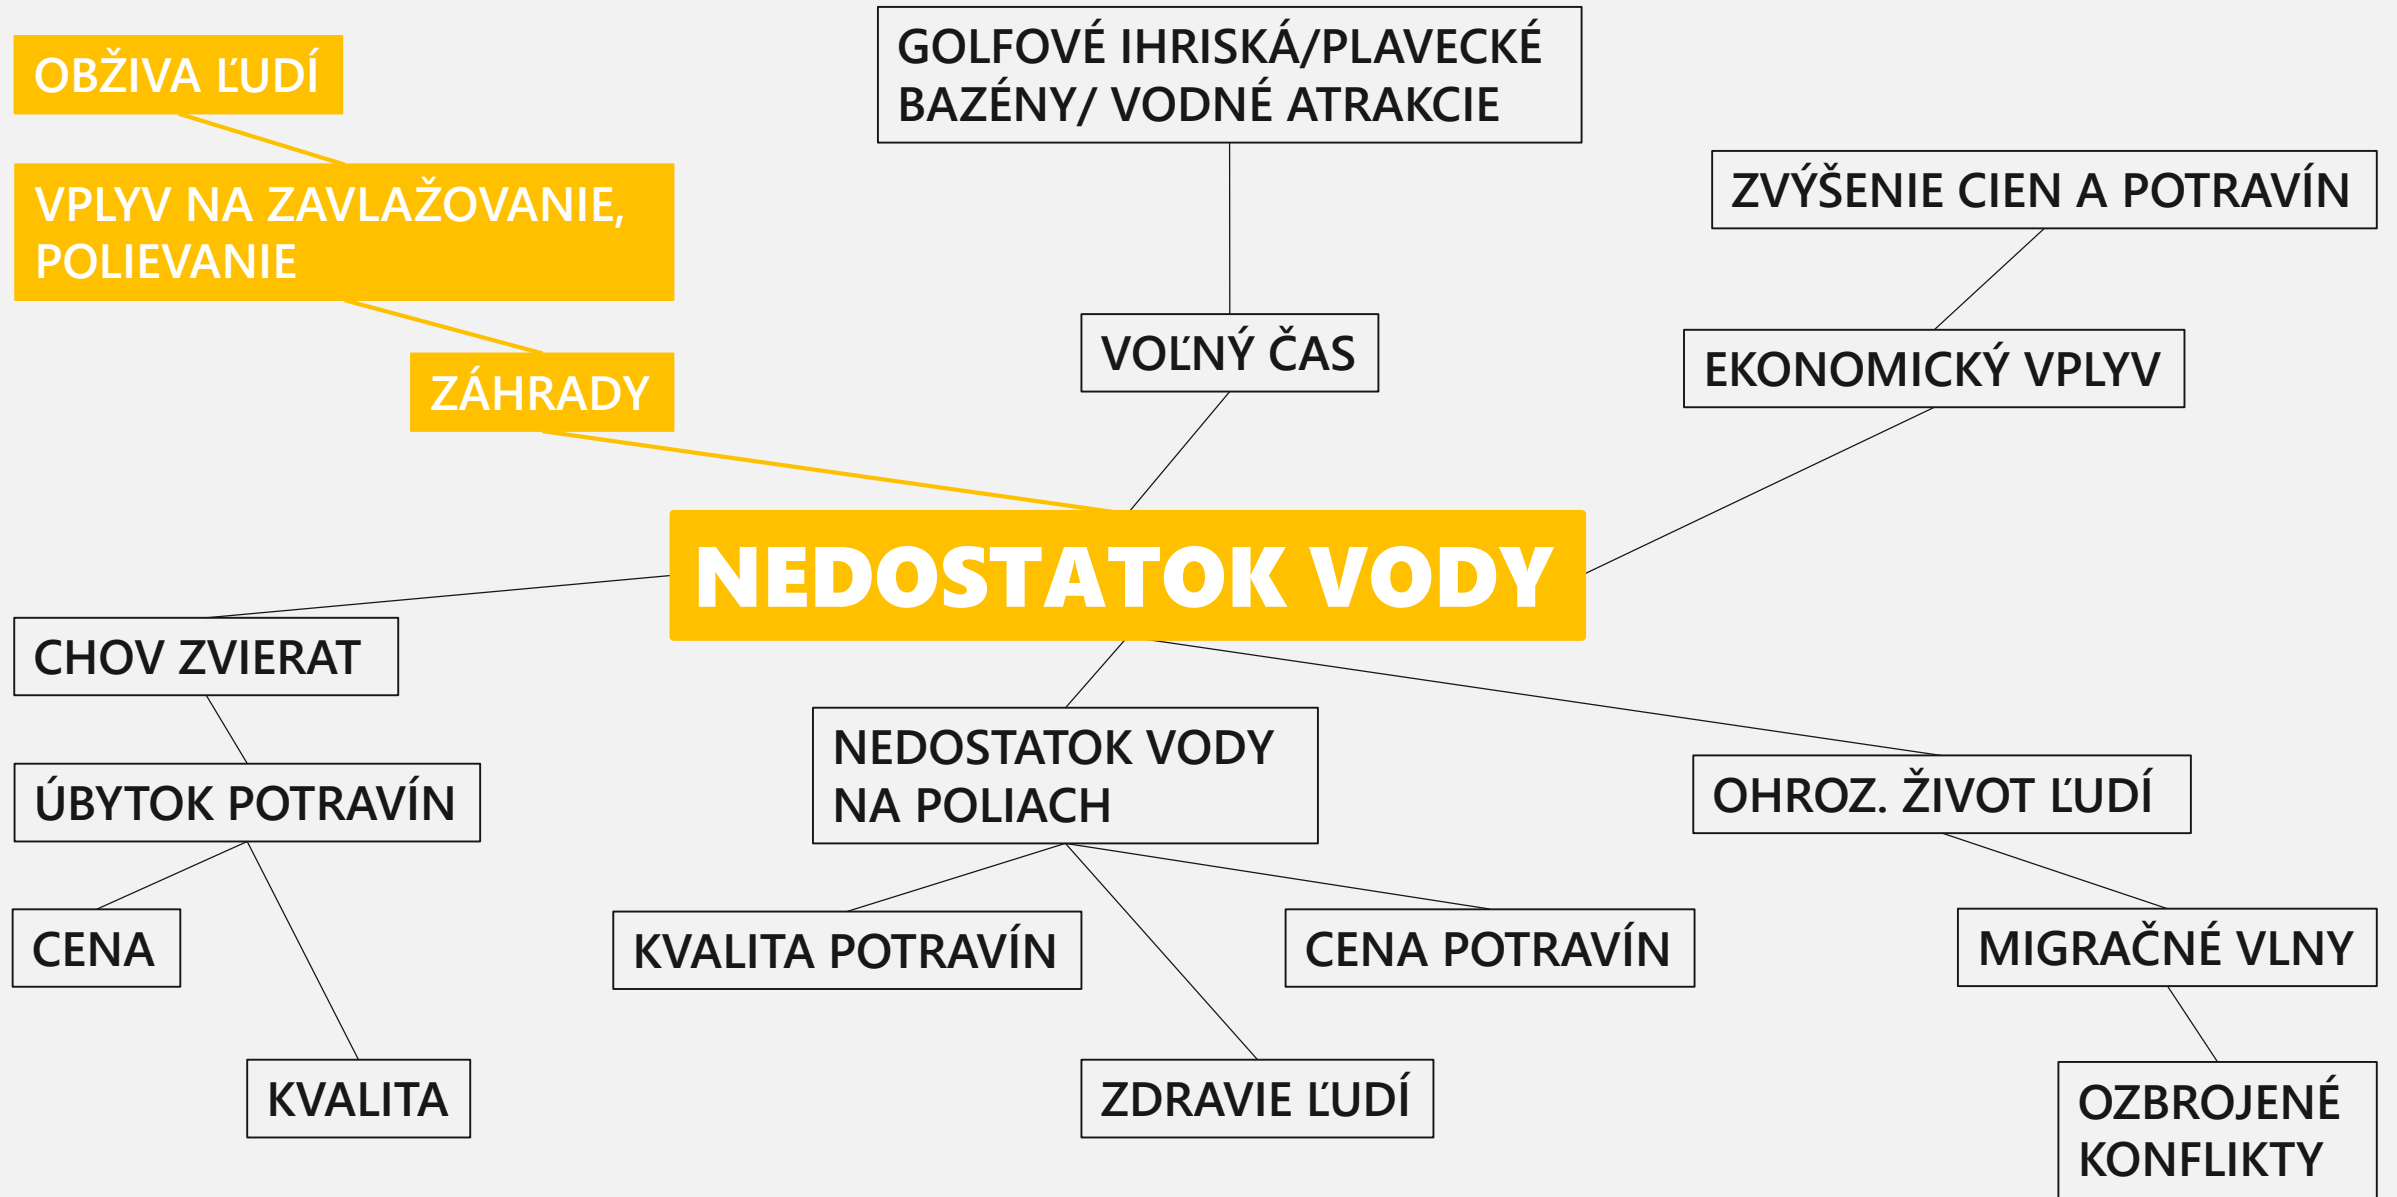 OBŽIVA ĽUDÍ
GOLFOVÉ IHRISKÁ/PLAVECKÉ
BAZÉNY/ VODNÉ ATRAKCIE
VPLYV NA ZAVLAŽOVANIE,
POLIEVANIE
ZVÝŠENIE CIEN A POTRAVÍN
ZÁHRADY
VOĽNÝ ČAS
EKONOMICKÝ VPLYV
NEDOSTATOK VODY
CHOV ZVIERAT
NEDOSTATOK VODY
NA POLIACH
OHROZ. ŽIVOT ĽUDÍ
ÚBYTOK POTRAVÍN
CENA
KVALITA POTRAVÍN
CENA POTRAVÍN
MIGRAČNÉ VLNY
KVALITA
ZDRAVIE ĽUDÍ
OZBROJENÉ
KONFLIKTY